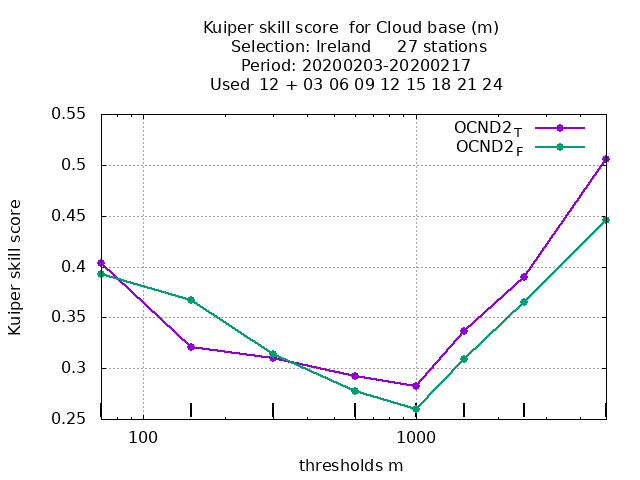 Kuiper skill score  for Cloud base (m)
Selection: Ireland     27 stations
Period: 20200203-20200217
Used  12 + 03 06 09 12 15 18 21 24
OCND2T
OCND2F
0.55
0.5
0.45
0.4
0.35
0.3
0.25
Kuiper skill score
100
1000
thresholds m